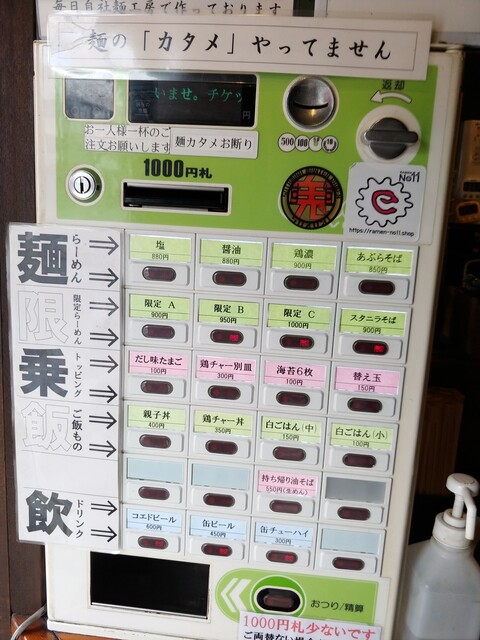 毎日自社麺工房で作っております
麺の「カタメ」やってません
いませ。チケッ
円
返却
お一人様一杯のご
注文お願いします
麺カタメお断り
500 100 50 10
1000円札
No11
https://ramen-no11.shop
麺 らーめん
塩 880円
醤油 880円
鶏濃 900円
あぶらそば 850円
限 限定らーめん
限定 A 900円
限定 B 950円
限定 C 1000円
スタニラそば 900円
乗 トッピング
だし味たまご 100円
鶏チャー別皿 300円
海苔6枚 100円
替え玉 150円
飯 ご飯もの
親子丼 400円
鶏チャー丼 350円
白ごはん(中) 150円
白ごはん(小) 100円
持ち帰り油そば 550円(生めん)
飲 ドリンク
コエドビール 600円
缶ビール 450円
缶チューハイ 300円
おつり/精算
1000円札少ないです